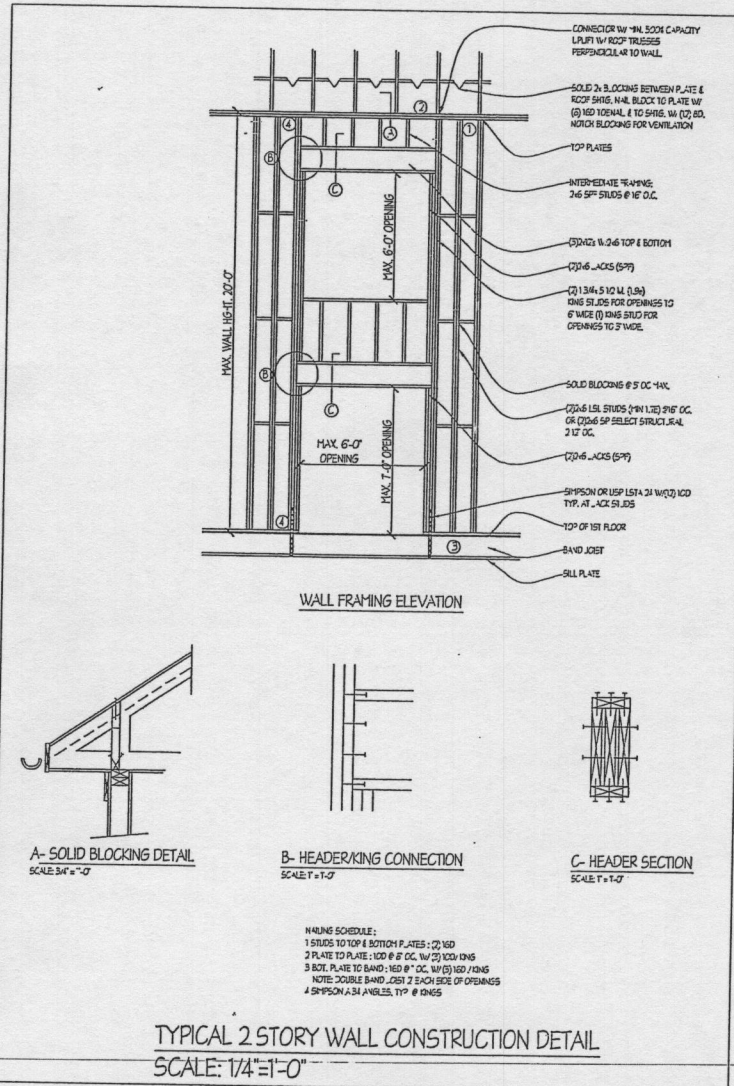 CONNECTOR W/ MIN. 500# CAPACITY
UPLIFT W/ ROOF TRUSSES
PERPENDICULAR TO WALL.
SOLID 2x BLOCKING BETWEEN PLATE &
ROOF SHTG. NAIL BLOCK TO PLATE W/
(3) 16D TOENAIL & TO SHTG. W/ (12) 8D.
NOTCH BLOCKING FOR VENTILATION
TOP PLATES
INTERMEDIATE FRAMING:
2x6 SPF STUDS @ 16" O.C.
(3)2x12s W/2x6 TOP & BOTTOM
(2)2x6 JACKS (SPF)
(2) 1 3/4x 5 1/2 ML (1.9e)
KING STUDS FOR OPENINGS TO
6' WIDE (1) KING STUD FOR
OPENINGS TO 3' WIDE.
SOLID BLOCKING @ 5' OC MAX.
(2)2x6 LSL STUDS (MIN 1.7E) @16" OC.
OR (2)2x6 SP SELECT STRUCTURAL
@ 12" OC.
(2)2x6 JACKS (SPF)
SIMPSON OR USP LSTA 24 W/(12) 10D
TYP. AT JACK STUDS
TOP OF 1ST FLOOR
BAND JOIST
SILL PLATE
2
4
1
A
B
C
MAX. WALL HGHT. 20'-0"
MAX. 6'-0" OPENING
B
C
MAX. 6'-0"
OPENING
MAX. 7'-0" OPENING
4
3
WALL FRAMING ELEVATION
A- SOLID BLOCKING DETAIL
SCALE: 3/4" = 1'-0"
B- HEADER/KING CONNECTION
SCALE: 1" = 1'-0"
C- HEADER SECTION
SCALE: 1" = 1'-0"
NAILING SCHEDULE:
1 STUDS TO TOP & BOTTOM PLATES: (2) 16D
2 PLATE TO PLATE: 10D @ 6" OC. W/ (3) 10D/ KING
3 BOT. PLATE TO BAND: 16D @ " OC. W/ (3) 16D / KING
NOTE: DOUBLE BAND JOIST 2' EACH SIDE OF OPENINGS
4 SIMPSON A34 ANGLES, TYP @ KINGS
TYPICAL 2 STORY WALL CONSTRUCTION DETAIL
SCALE: 1/4"=1'-0"